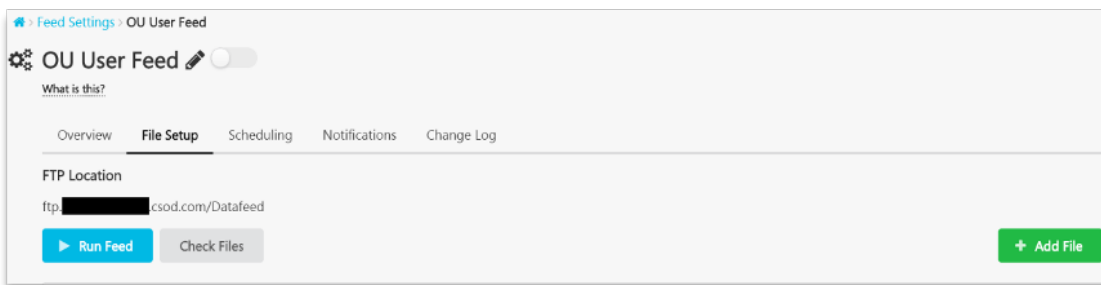 > Feed Settings > OU User Feed
OU User Feed
What is this?
Overview File Setup Scheduling Notifications Change Log
FTP Location
ftp. .csod.com/Datafeed
Run Feed Check Files + Add File